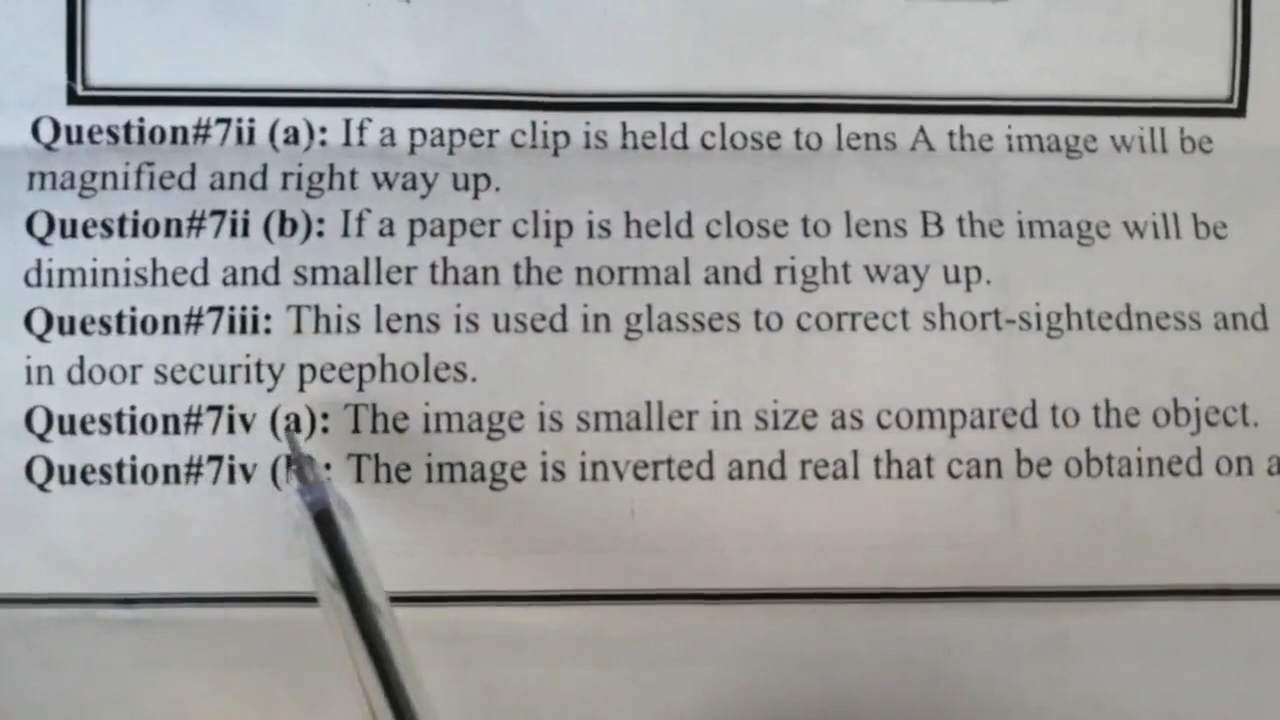 Question#7ii (a): If a paper clip is held close to lens A the image will be
magnified and right way up.
Question#7ii (b): If a paper clip is held close to lens B the image will be
diminished and smaller than the normal and right way up.
Question#7iii: This lens is used in glasses to correct short-sightedness and
in door security peepholes.
Question#7iv (a): The image is smaller in size as compared to the object.
Question#7iv (: The image is inverted and real that can be obtained on a